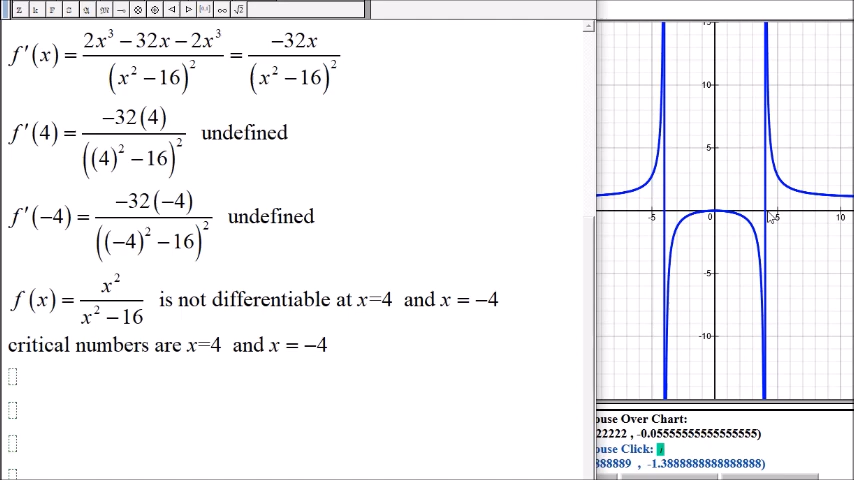 f'(x) = (2x³ − 32x − 2x³)/(x² − 16)² = (−32x)/(x² − 16)²
f'(4) = (−32(4))/((4)² − 16)² undefined
f'(−4) = (−32(−4))/((−4)² − 16)² undefined
f(x) = x²/(x² − 16) is not differentiable at x=4 and x = −4
critical numbers are x=4 and x = −4
15
10
5
-5 0 5 10
-5
-10
ouse Over Chart:
22222 , -0.05555555555555555)
ouse Click:
888889 , -1.3888888888888888)